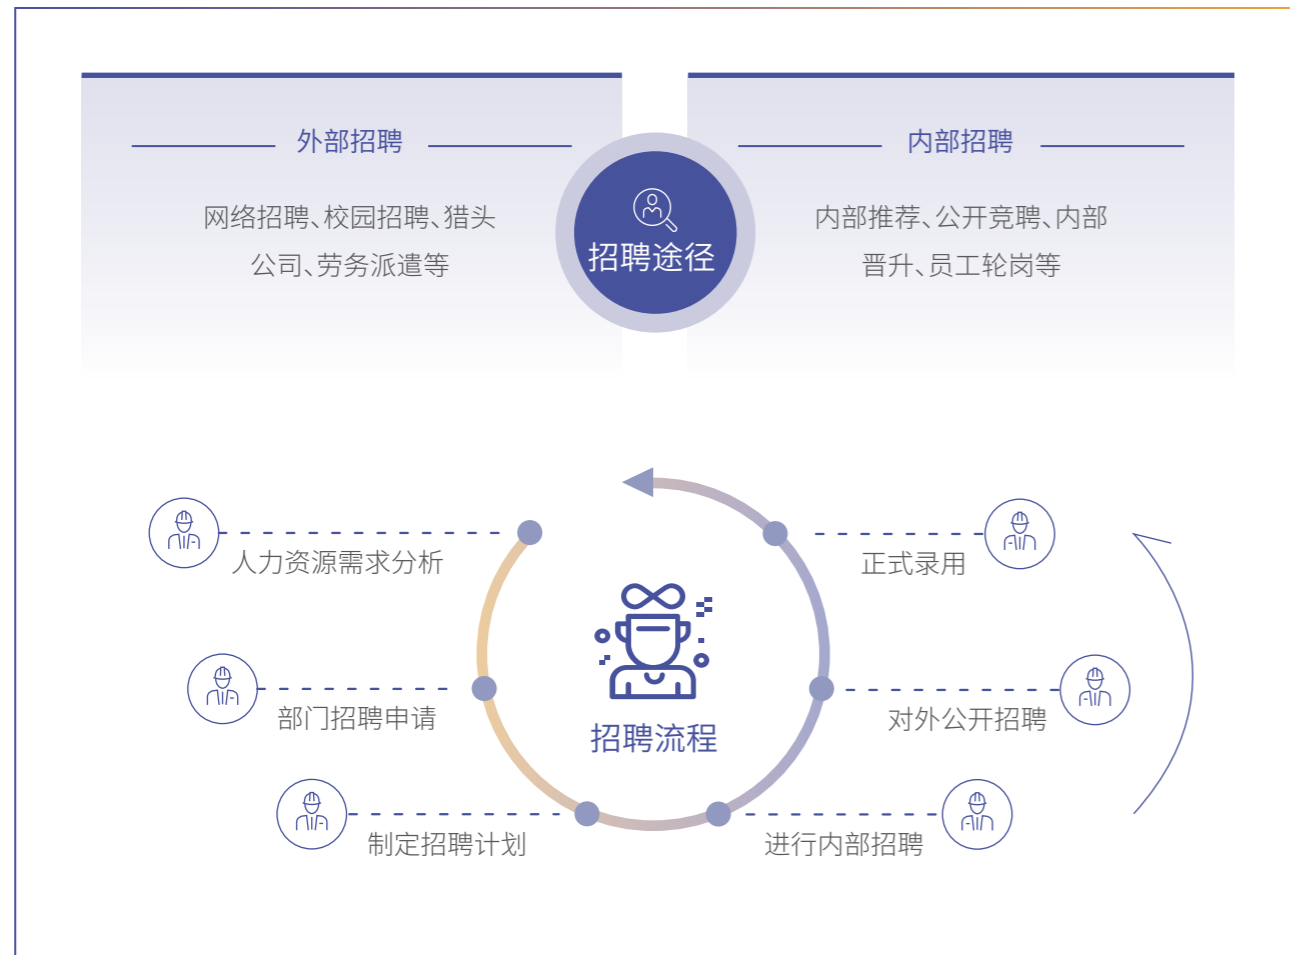 外部招聘
网络招聘、校园招聘、猎头
公司、劳务派遣等
招聘途径
内部招聘
内部推荐、公开竞聘、内部
晋升、员工轮岗等
人力资源需求分析
部门招聘申请
制定招聘计划
招聘流程
进行内部招聘
对外公开招聘
正式录用